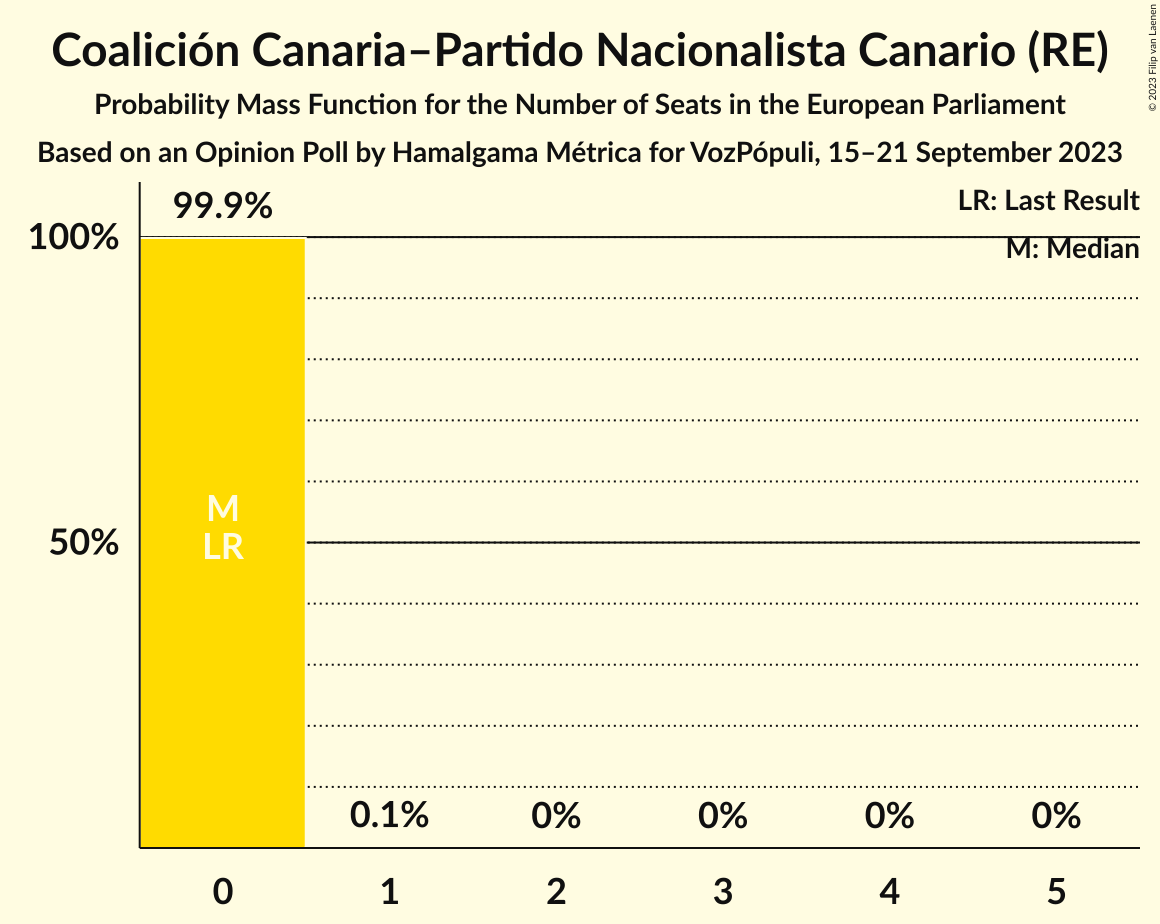 Coalición Canaria–Partido Nacionalista Canario (RE)
Probability Mass Function for the Number of Seats in the European Parliament
Based on an Opinion Poll by Hamalgama Métrica for VozPópuli, 15–21 September 2023
© 2023 Filip van Laenen
LR: Last Result
M: Median
99.9%
100%
50%
M
LR
0.1% 0% 0% 0% 0%
0 1 2 3 4 5